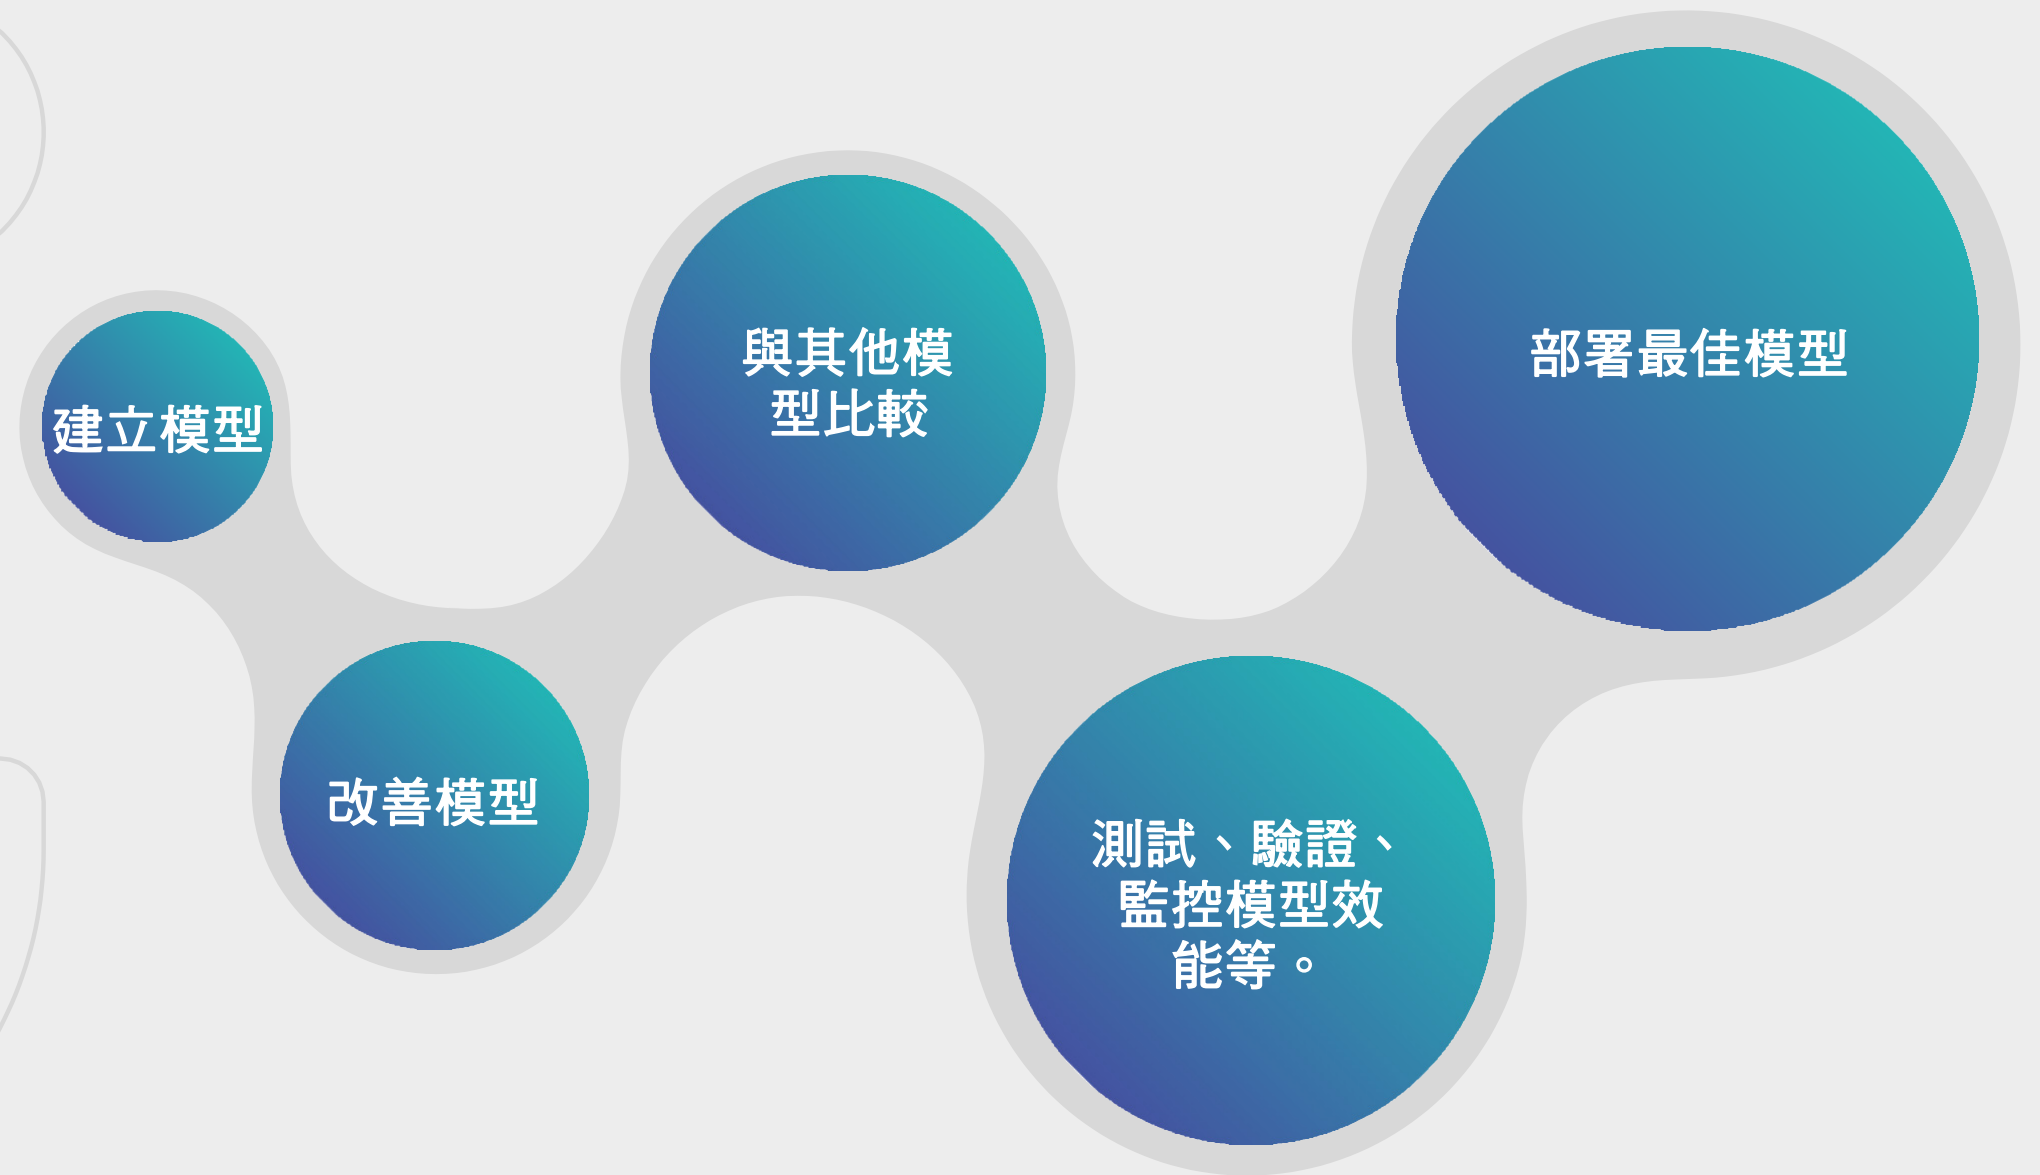 建立模型
改善模型
與其他模
型比較
測試、驗證、
監控模型效
能等。
部署最佳模型